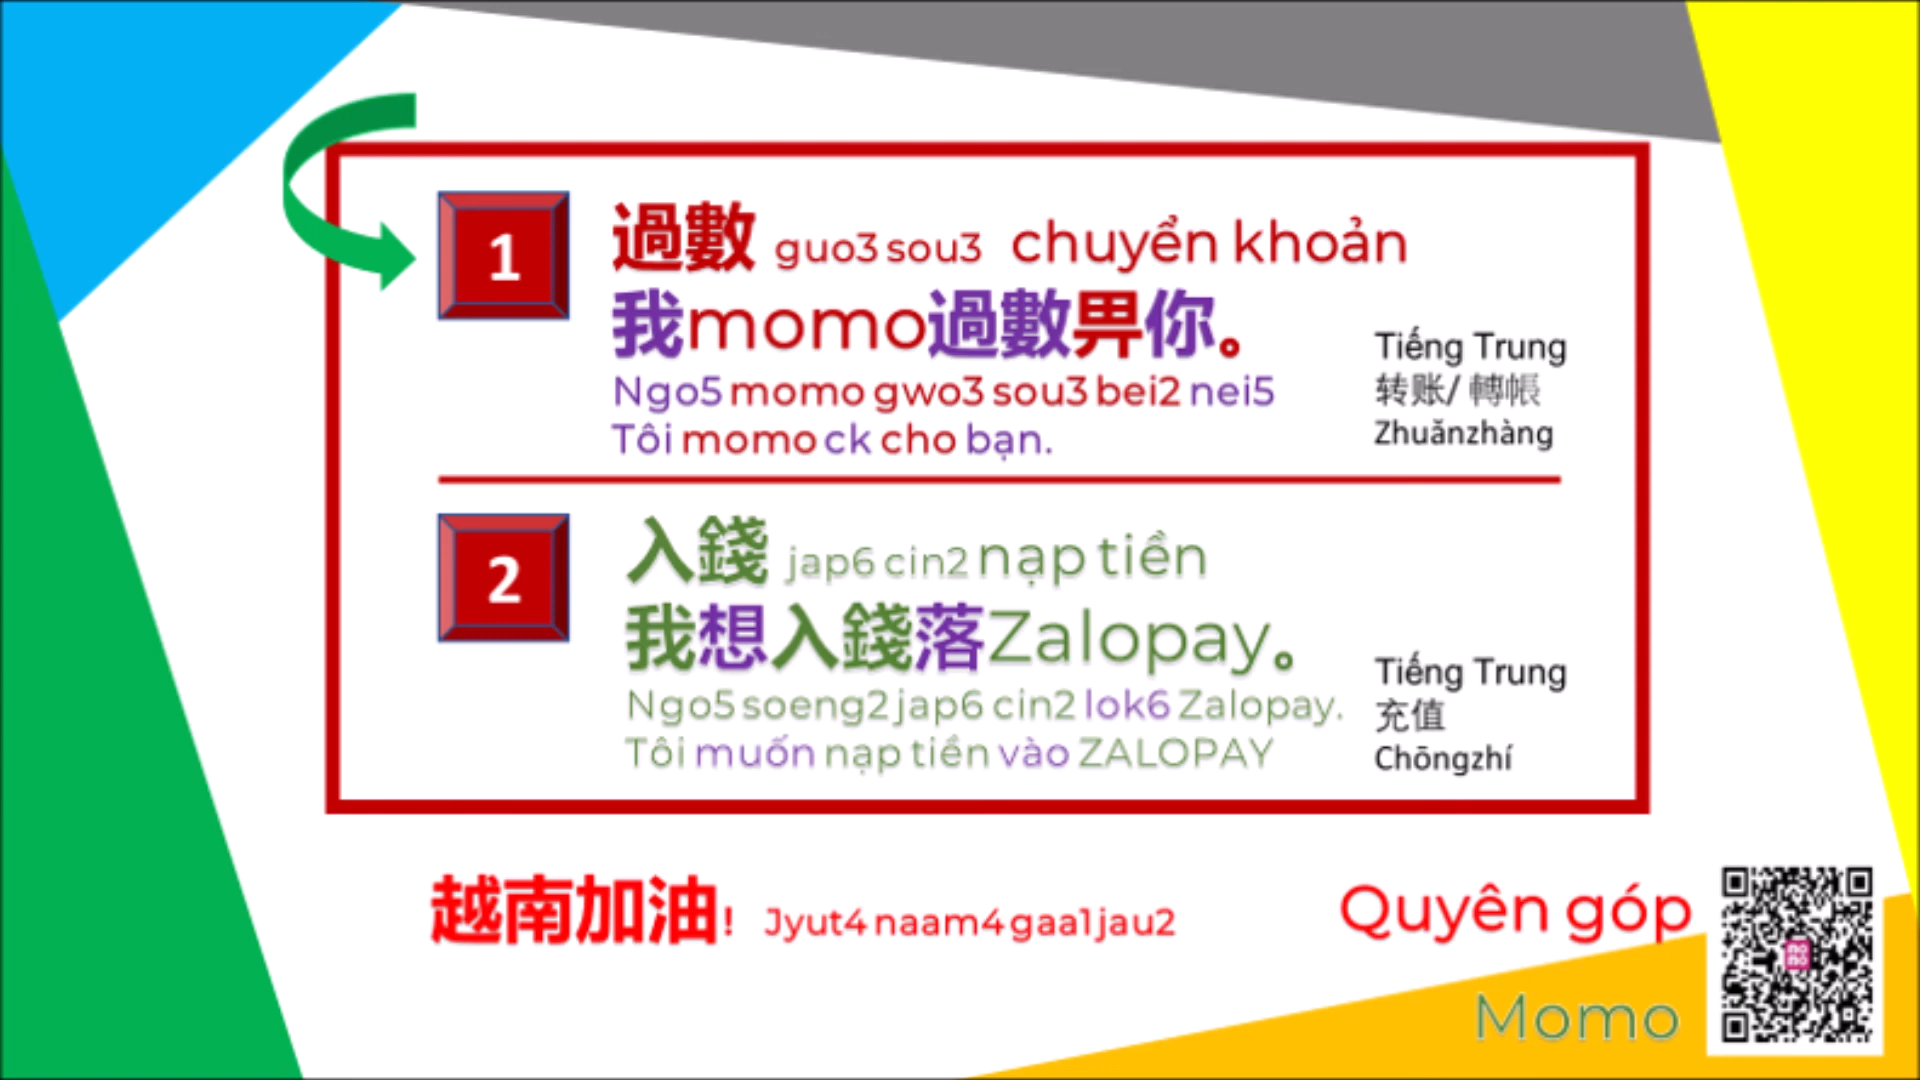 1
過數 guo3 sou3 chuyển khoản
我momo過數畀你。
Ngo5 momo gwo3 sou3 bei2 nei5
Tôi momo ck cho bạn.
Tiếng Trung
转账/ 轉帳
Zhuǎnzhàng
2
入錢 jap6 cin2 nạp tiền
我想入錢落Zalopay。
Ngo5 soeng2 jap6 cin2 lok6 Zalopay.
Tôi muốn nạp tiền vào ZALOPAY
Tiếng Trung
充值
Chōngzhí
越南加油! Jyut4 naam4 gaa1 jau2
Quyên góp
Momo